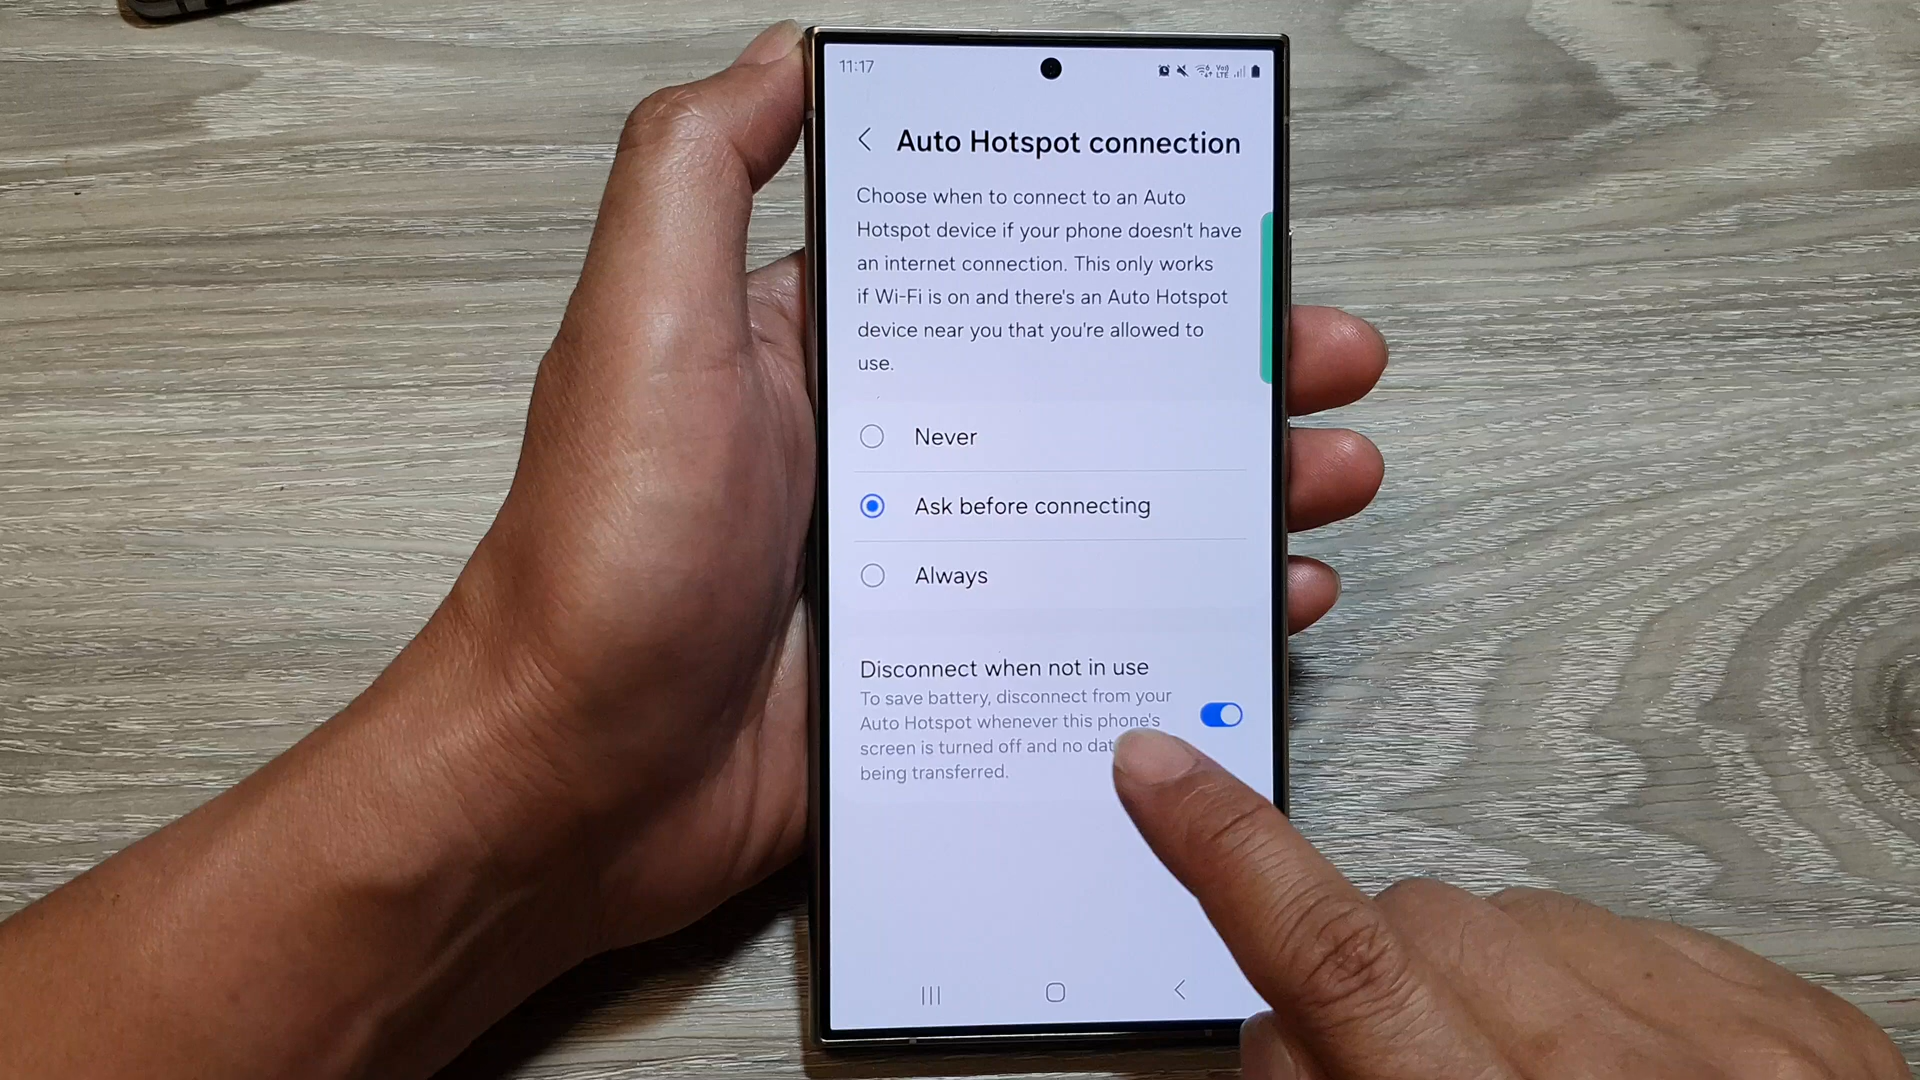 11:17
Auto Hotspot connection
Choose when to connect to an Auto
Hotspot device if your phone doesn't have
an internet connection. This only works
if Wi-Fi is on and there's an Auto Hotspot
device near you that you're allowed to
use.
Never
Ask before connecting
Always
Disconnect when not in use
To save battery, disconnect from your
Auto Hotspot whenever this phone's
screen is turned off and no
being transferred.